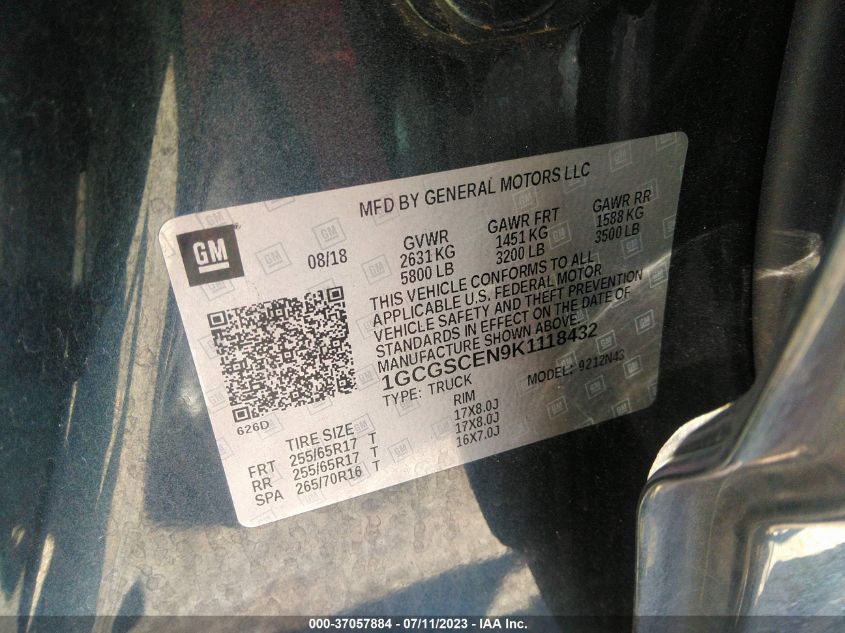 MFD BY GENERAL MOTORS LLC
GM
08/18
GVWR
2631 KG
5800 LB
GAWR FRT
1451 KG
3200 LB
GAWR RR
1588 KG
3500 LB
THIS VEHICLE CONFORMS TO ALL
APPLICABLE U.S. FEDERAL MOTOR
VEHICLE SAFETY AND THEFT PREVENTION
STANDARDS IN EFFECT ON THE DATE OF
MANUFACTURE SHOWN ABOVE.
1GCGSCEN9K1118432
TYPE: TRUCK MODEL: 9212N43
626D
TIRE SIZE RIM
FRT 255/65R17 T 17X8.0J
RR 255/65R17 T 17X8.0J
SPA 265/70R16 T 16X7.0J
000-37057884 / 07/11/2023 - IAA Inc.